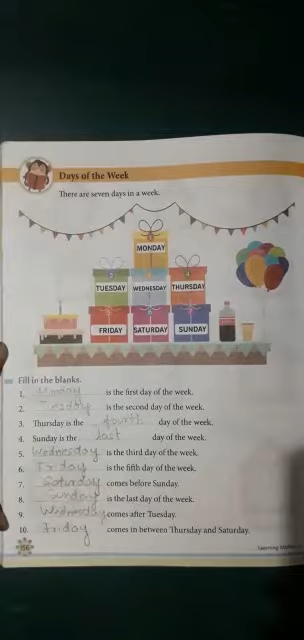 Days of the Week
There are seven days in a week.
MONDAY
TUESDAY WEDNESDAY THURSDAY
FRIDAY SATURDAY SUNDAY
Fill in the blanks.
1. Monday is the first day of the week.
2. Tuesday is the second day of the week.
3. Thursday is the fourth day of the week.
4. Sunday is the last day of the week.
5. Wednesday is the third day of the week.
6. Friday is the fifth day of the week.
7. Saturday comes before Sunday.
8. Sunday is the last day of the week.
9. Wednesday comes after Tuesday.
10. Friday comes in between Thursday and Saturday.
156
Learning